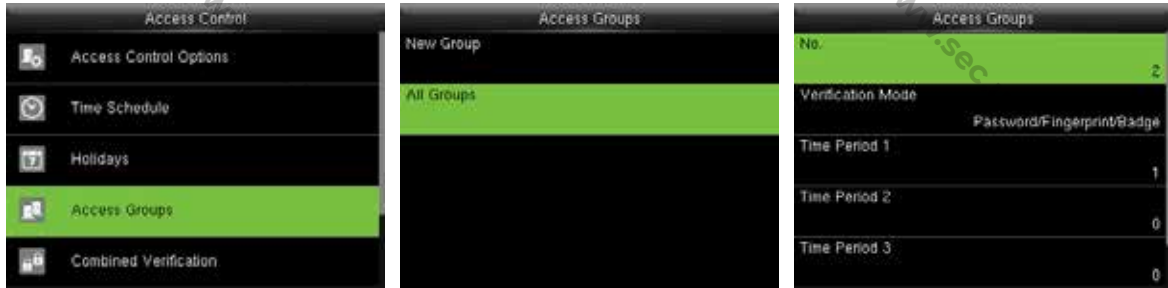 Access Control
Access Control Options
Time Schedule
Holidays
Access Groups
Combined Verification
Access Groups
New Group
All Groups
Access Groups
No.
2
Verification Mode
Password/Fingerprint/Badge
Time Period 1
1
Time Period 2
0
Time Period 3
0